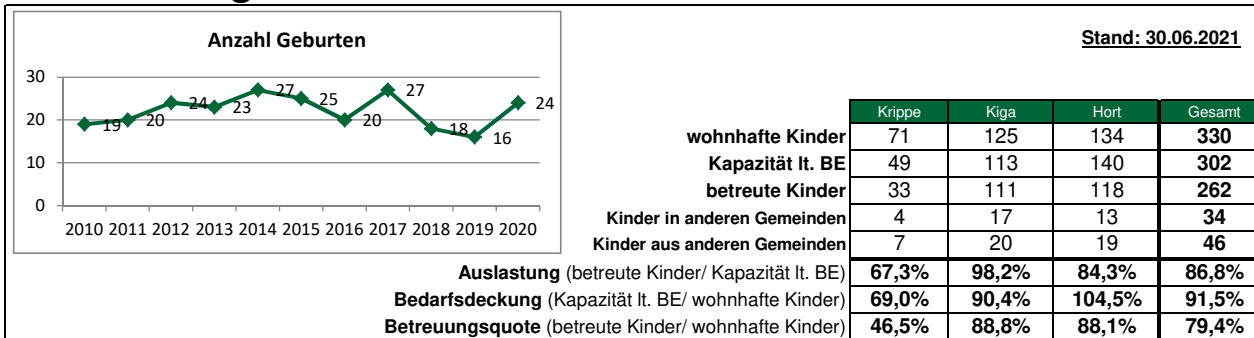 Anzahl Geburten
Stand: 30.06.2021
30
20
10
0
19 20 24 23 27 25 20 27 18 16 24
2010 2011 2012 2013 2014 2015 2016 2017 2018 2019 2020
Krippe Kiga Hort Gesamt
wohnhafte Kinder 71 125 134 330
Kapazität lt. BE 49 113 140 302
betreute Kinder 33 111 118 262
Kinder in anderen Gemeinden 4 17 13 34
Kinder aus anderen Gemeinden 7 20 19 46
Auslastung (betreute Kinder/ Kapazität lt. BE) 67,3% 98,2% 84,3% 86,8%
Bedarfsdeckung (Kapazität lt. BE/ wohnhafte Kinder) 69,0% 90,4% 104,5% 91,5%
Betreuungsquote (betreute Kinder/ wohnhafte Kinder) 46,5% 88,8% 88,1% 79,4%